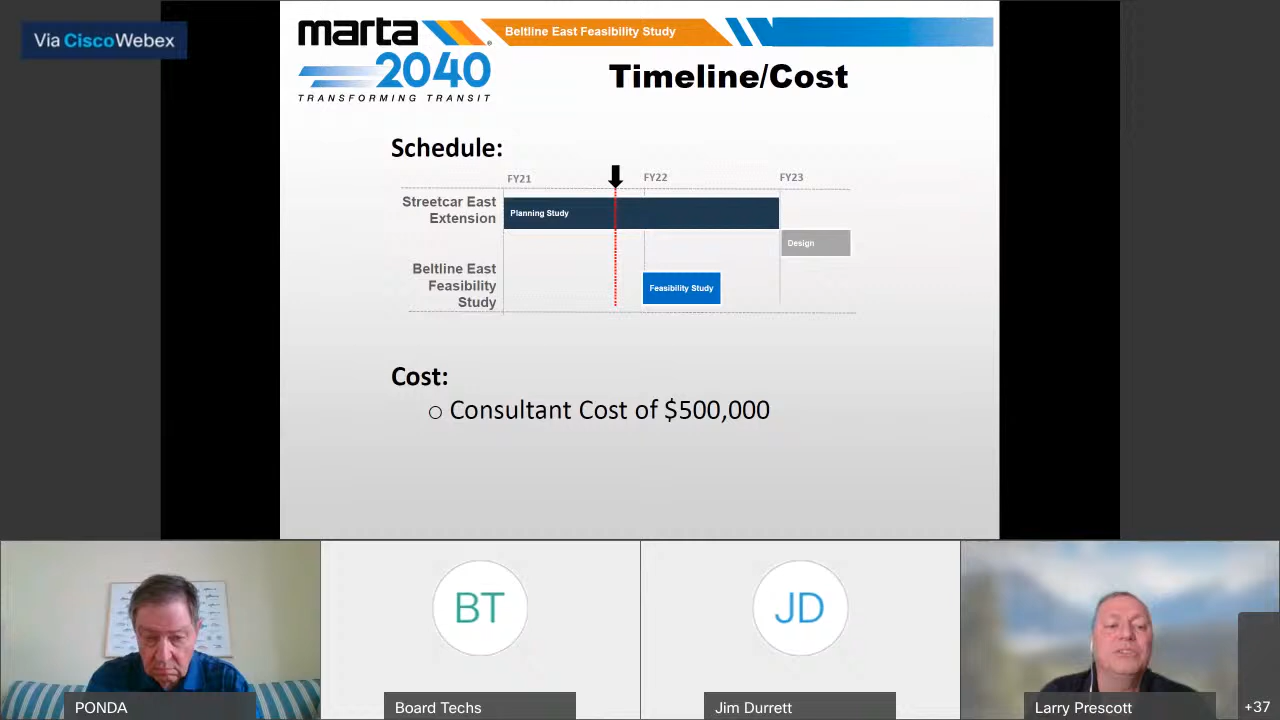 Via Cisco Webex
marta
Beltline East Feasibility Study
2040
TRANSFORMING TRANSIT
Timeline/Cost
Schedule:
FY21
FY22
FY23
Streetcar East
Extension
Planning Study
Design
Beltline East
Feasibility
Study
Feasibility Study
Cost:
Consultant Cost of $500,000
BT
JD
PONDA
Board Techs
Jim Durrett
Larry Prescott
+37